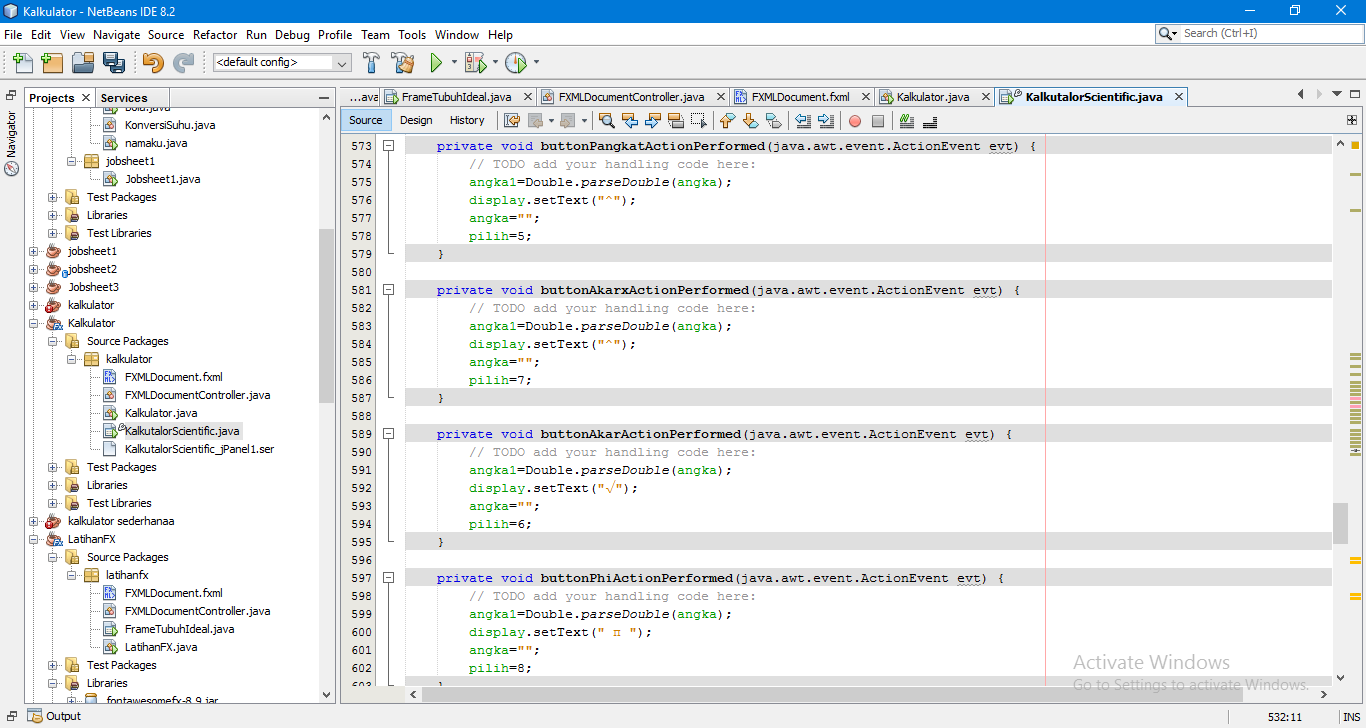 Kalkulator - NetBeans IDE 8.2
File Edit View Navigate Source Refactor Run Debug Profile Team Tools Window Help
Search (Ctrl+I)
<default config>
Projects
Services
Navigator
KonversiSuhu.java
namaku.java
jobsheet1
Jobsheet1.java
Test Packages
Libraries
Test Libraries
jobsheet1
jobsheet2
Jobsheet3
kalkulator
Kalkulator
Source Packages
kalkulator
FXMLDocument.fxml
FXMLDocumentController.java
Kalkulator.java
KalkutalorScientific.java
KalkutalorScientific_jPanel1.ser
Test Packages
Libraries
Test Libraries
kalkulator sederhanaa
LatihanFX
Source Packages
latihanfx
FXMLDocument.fxml
FXMLDocumentController.java
FrameTubuhIdeal.java
LatihanFX.java
Test Packages
Libraries
fontawesomefx-8.9.jar
...ava FrameTubuhIdeal.java FXMLDocumentController.java FXMLDocument.fxml Kalkulator.java KalkutalorScientific.java
Source Design History
573 private void buttonPangkatActionPerformed(java.awt.event.ActionEvent evt) {
574 // TODO add your handling code here:
575 angka1=Double.parseDouble(angka);
576 display.setText("^");
577 angka="";
578 pilih=5;
579 }
580
581 private void buttonAkarxActionPerformed(java.awt.event.ActionEvent evt) {
582 // TODO add your handling code here:
583 angka1=Double.parseDouble(angka);
584 display.setText("^");
585 angka="";
586 pilih=7;
587 }
588
589 private void buttonAkarActionPerformed(java.awt.event.ActionEvent evt) {
590 // TODO add your handling code here:
591 angka1=Double.parseDouble(angka);
592 display.setText("√");
593 angka="";
594 pilih=6;
595 }
596
597 private void buttonPhiActionPerformed(java.awt.event.ActionEvent evt) {
598 // TODO add your handling code here:
599 angka1=Double.parseDouble(angka);
600 display.setText(" π ");
601 angka="";
602 pilih=8;
603 }
Activate Windows
Go to Settings to activate Windows.
Output
532:11 INS